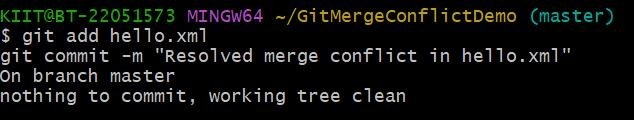 KIIT@BT-22051573 MINGW64 ~/GitMergeConflictDemo (master)
$ git add hello.xml
git commit -m "Resolved merge conflict in hello.xml"
On branch master
nothing to commit, working tree clean